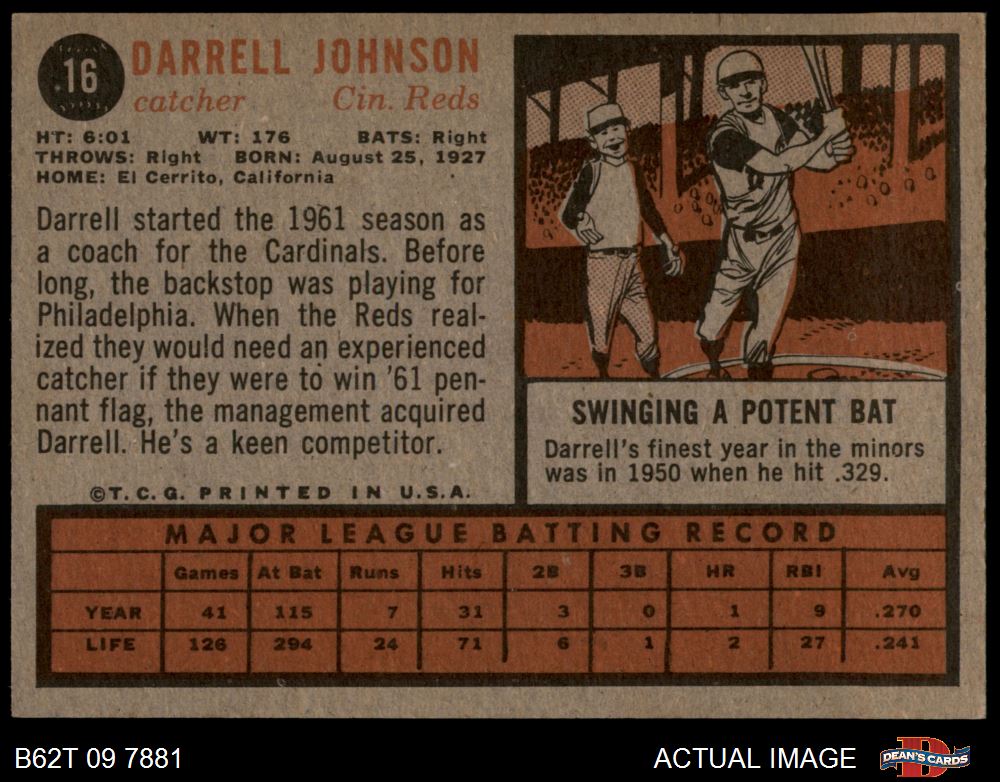 16
DARRELL JOHNSON
catcher Cin. Reds
HT: 6:01 WT: 176 BATS: Right
THROWS: Right BORN: August 25, 1927
HOME: El Cerrito, California
Darrell started the 1961 season as
a coach for the Cardinals. Before
long, the backstop was playing for
Philadelphia. When the Reds real-
ized they would need an experienced
catcher if they were to win '61 pen-
nant flag, the management acquired
Darrell. He's a keen competitor.
©T.C.G. PRINTED IN U.S.A.
SWINGING A POTENT BAT
Darrell's finest year in the minors
was in 1950 when he hit .329.
MAJOR LEAGUE BATTING RECORD
Games At Bat Runs Hits 2B 3B HR RBI Avg
YEAR 41 115 7 31 3 0 1 9 .270
LIFE 126 294 24 71 6 1 2 27 .241
B62T 09 7881 ACTUAL IMAGE
D
DEAN'S CARDS